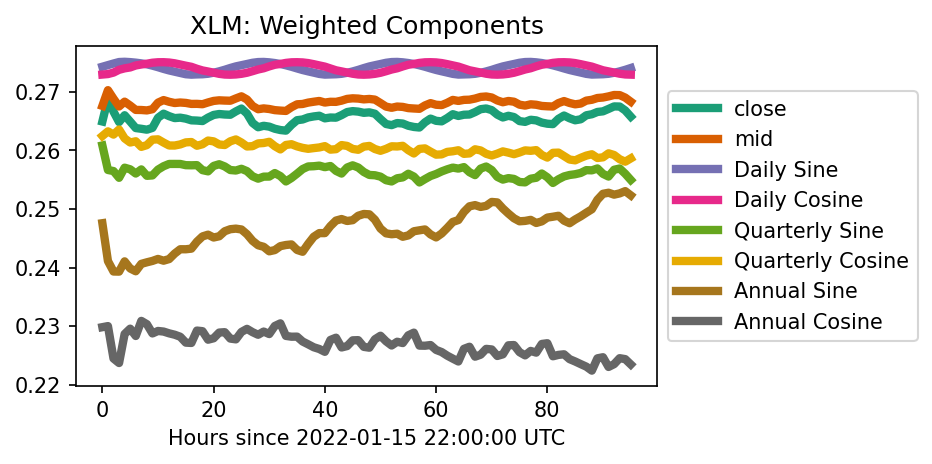 XLM: Weighted Components
0.27
0.26
0.25
0.24
0.23
0.22
0
20
40
60
80
Hours since 2022-01-15 22:00:00 UTC
close
mid
Daily Sine
Daily Cosine
Quarterly Sine
Quarterly Cosine
Annual Sine
Annual Cosine